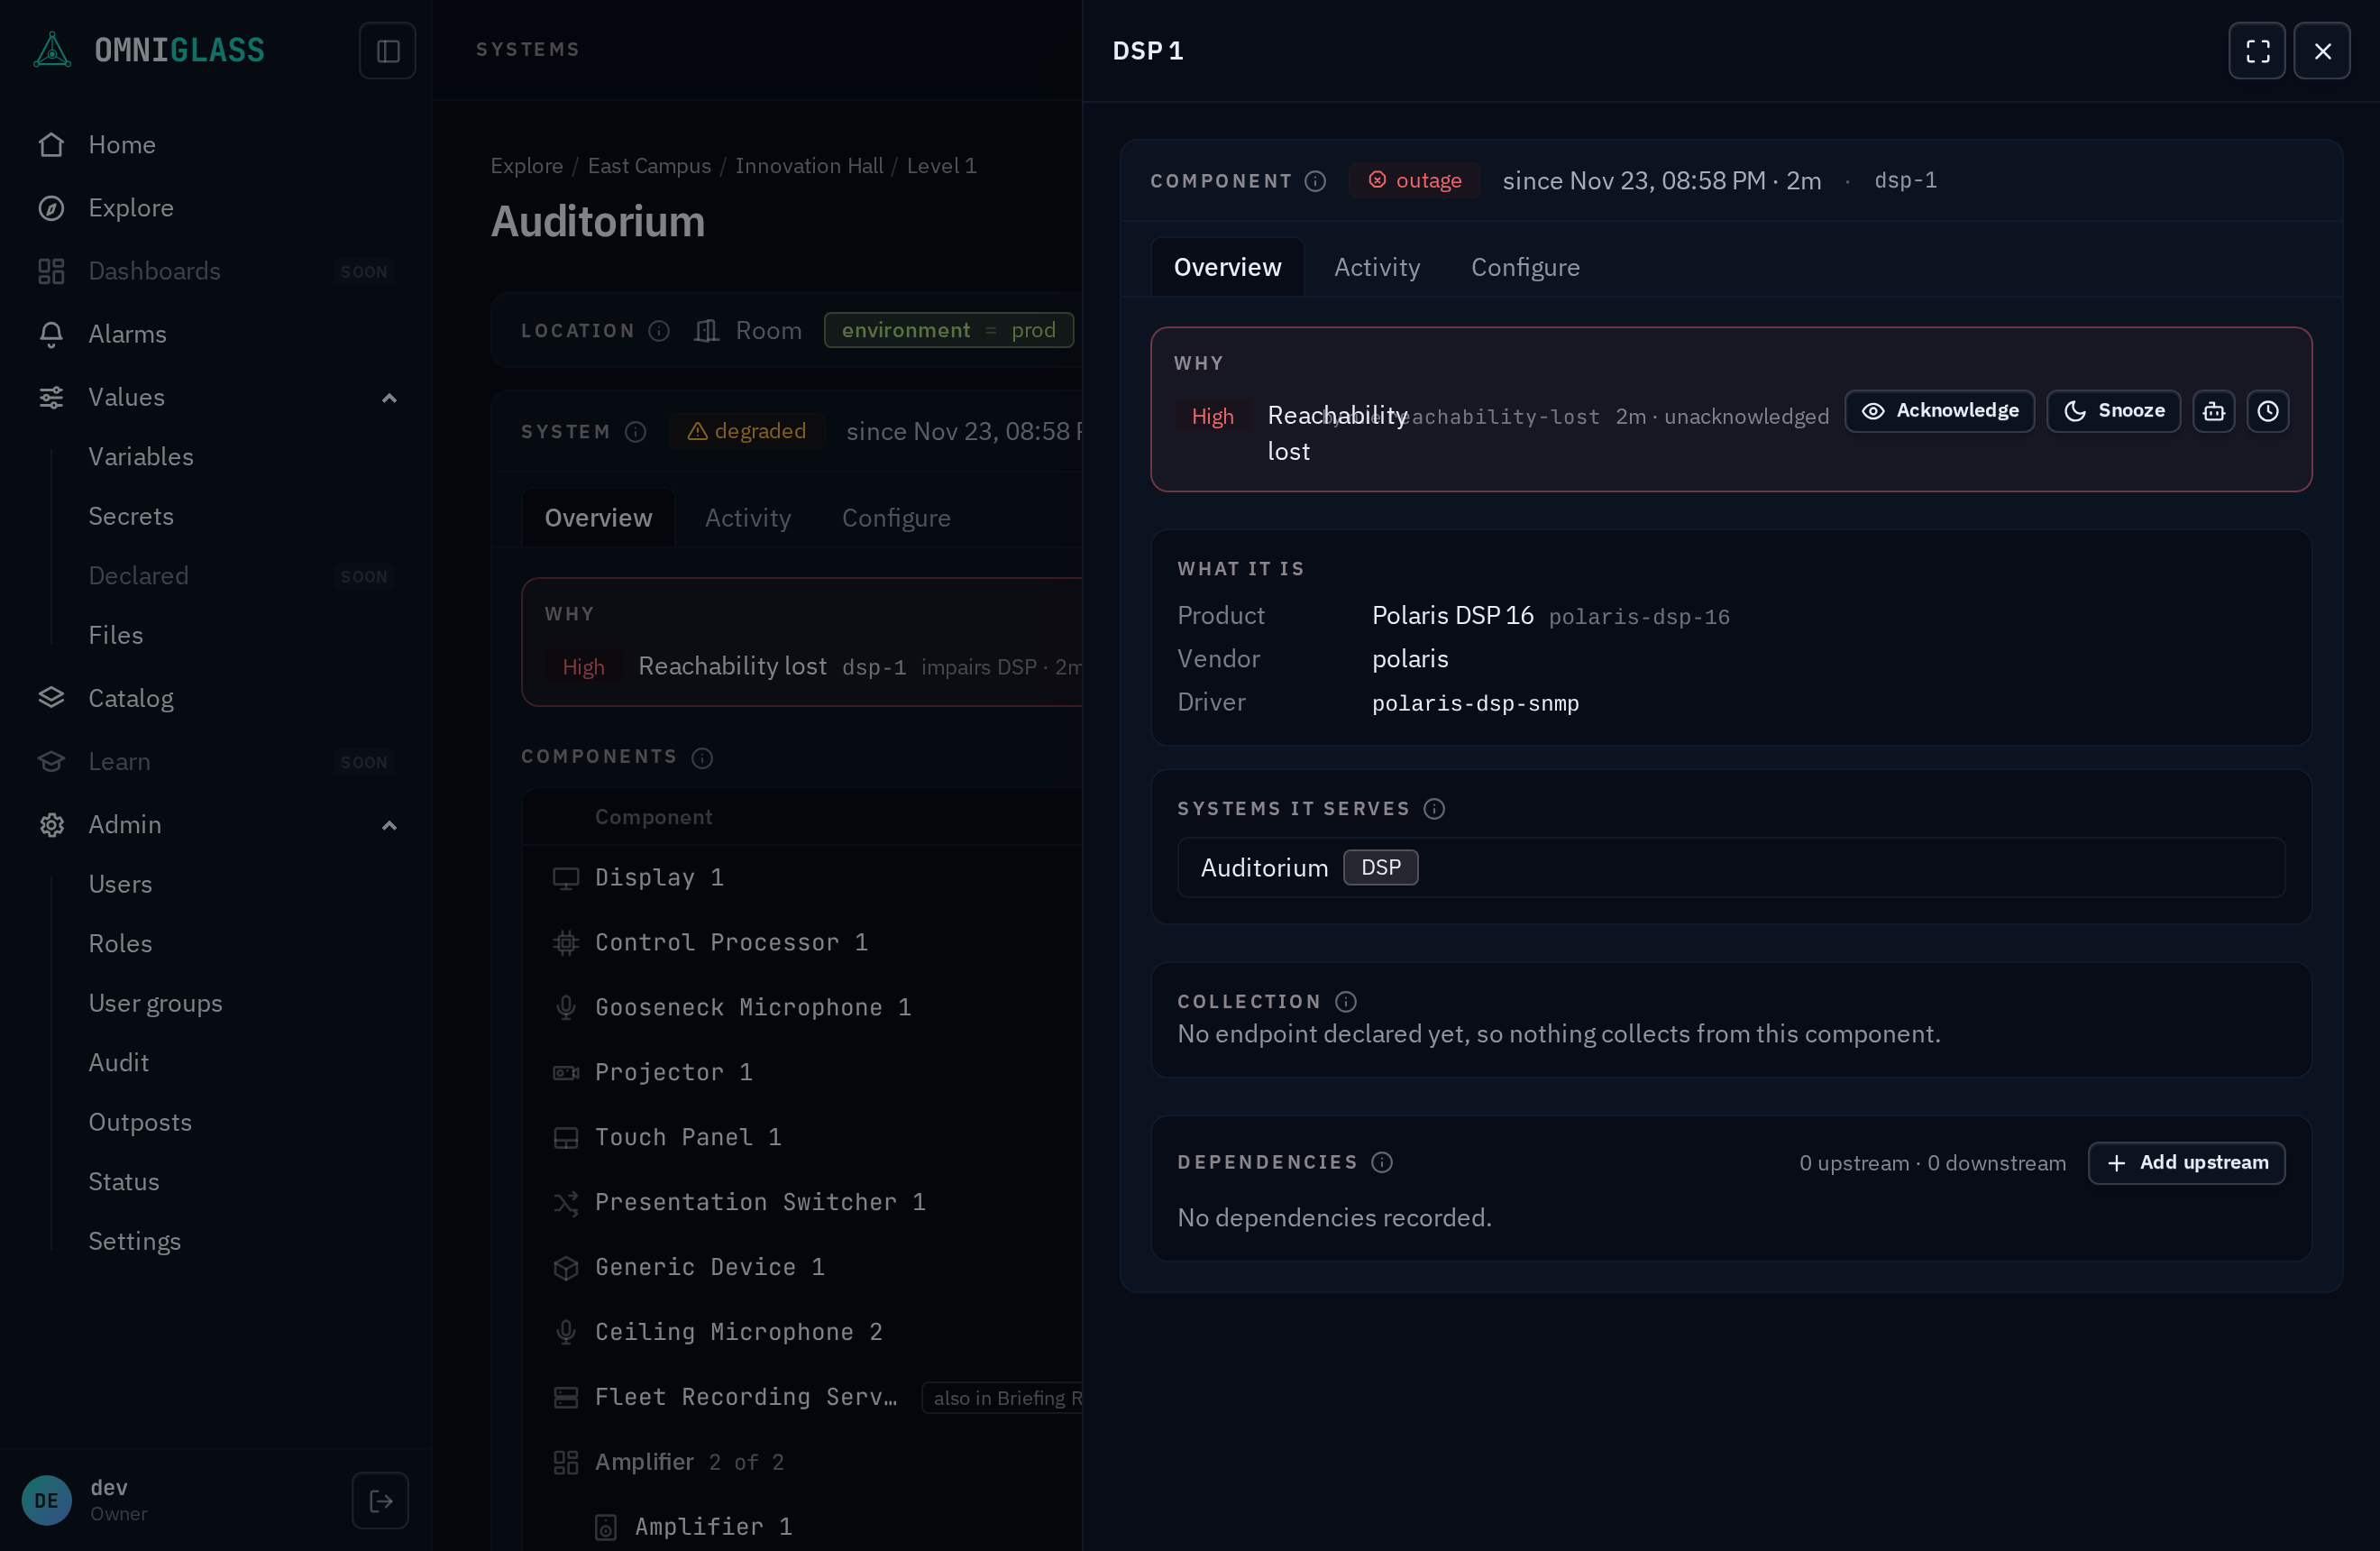 OMNIGLASS
Home
Explore
Dashboards SOON
Alarms
Values
Variables
Secrets
Declared SOON
Files
Catalog
Learn SOON
Admin
Users
Roles
User groups
Audit
Outposts
Status
Settings
DE dev
Owner
SYSTEMS
Explore / East Campus / Innovation Hall / Level 1
Auditorium
LOCATION Room environment = prod
SYSTEM degraded since Nov 23, 08:58
Overview Activity Configure
WHY
High Reachability lost dsp-1 impairs DSP · 2m
COMPONENTS
Component
Display 1
Control Processor 1
Gooseneck Microphone 1
Projector 1
Touch Panel 1
Presentation Switcher 1
Generic Device 1
Ceiling Microphone 2
Fleet Recording Serv… also in Briefing R
Amplifier 2 of 2
Amplifier 1
DSP 1
COMPONENT outage since Nov 23, 08:58 PM · 2m · dsp-1
Overview Activity Configure
WHY
High Reachability reachability-lost 2m · unacknowledged Acknowledge Snooze
lost
WHAT IT IS
Product Polaris DSP 16 polaris-dsp-16
Vendor polaris
Driver polaris-dsp-snmp
SYSTEMS IT SERVES
Auditorium DSP
COLLECTION
No endpoint declared yet, so nothing collects from this component.
DEPENDENCIES 0 upstream · 0 downstream Add upstream
No dependencies recorded.